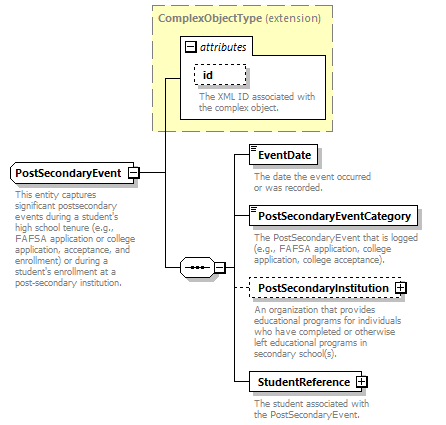 ComplexObjectType (extension)
attributes
id
The XML ID associated with
the complex object.
PostSecondaryEvent
This entity captures
significant postsecondary
events during a student's
high school tenure (e.g.,
FAFSA application or college
application, acceptance, and
enrollment) or during a
student's enrollment at a
post-secondary institution.
EventDate
The date the event occurred
or was recorded.
PostSecondaryEventCategory
The PostSecondaryEvent that is logged
(e.g., FAFSA application, college
application, college acceptance).
PostSecondaryInstitution
An organization that provides
educational programs for individuals
who have completed or otherwise
left educational programs in
secondary school(s).
StudentReference
The student associated with
the PostSecondaryEvent.